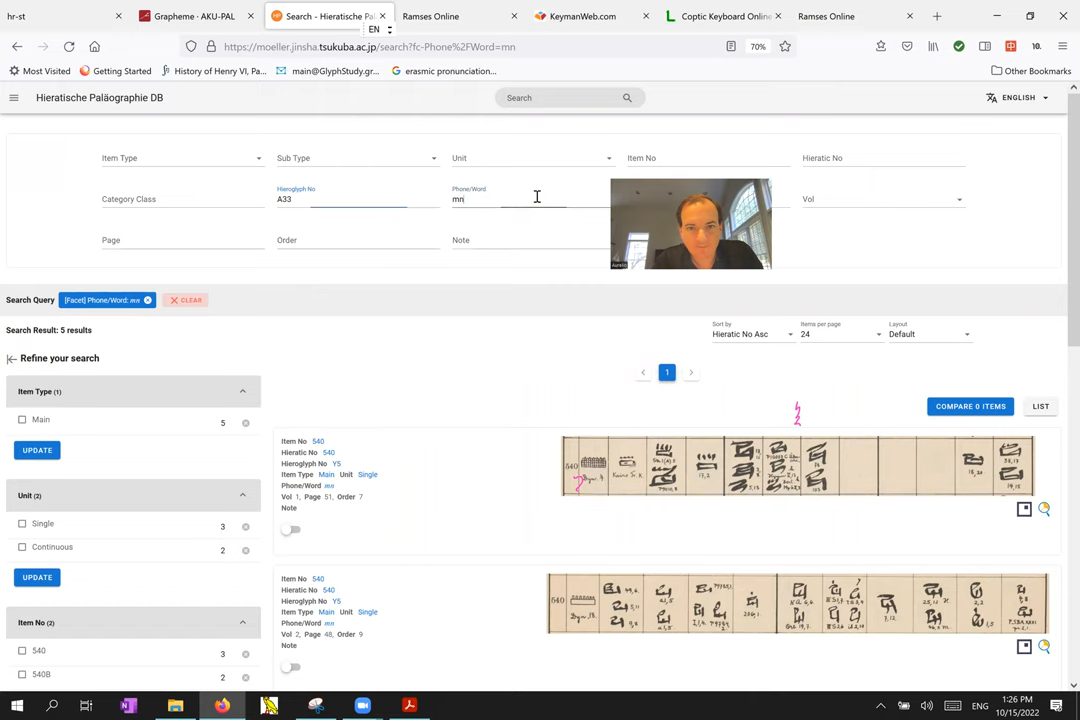 hr-st
Grapheme · AKU-PAL
Search - Hieratische Pal
Ramses Online
KeymanWeb.com
Coptic Keyboard Online
Ramses Online
EN
https://moeller.jinsha.tsukuba.ac.jp/search?fc-Phone%2FWord=mn
70%
Most Visited
Getting Started
History of Henry VI, Pa...
main@GlyphStudy.gr...
erasmic pronunciation...
Other Bookmarks
Hieratische Paläographie DB
Search
ENGLISH
Item Type
Sub Type
Unit
Item No
Hieratic No
Category Class
Hieroglyph No
A33
Phone/Word
mn
Vol
Page
Order
Note
Aurelio
Search Query
[Facet] Phone/Word: mn
CLEAR
Search Result: 5 results
Sort by
Hieratic No Asc
Items per page
24
Layout
Default
Refine your search
1
Item Type (1)
Main 5
UPDATE
Unit (2)
Single 3
Continuous 2
UPDATE
Item No (2)
540 3
540B 2
COMPARE 0 ITEMS
LIST
Item No 540
Hieratic No 540
Hieroglyph No Y5
Item Type Main Unit Single
Phone/Word mn
Vol 1, Page 51, Order 7
Note
540
Item No 540
Hieratic No 540
Hieroglyph No Y5
Item Type Main Unit Single
Phone/Word mn
Vol 2, Page 48, Order 9
Note
540
ENG
1:26 PM
10/15/2022